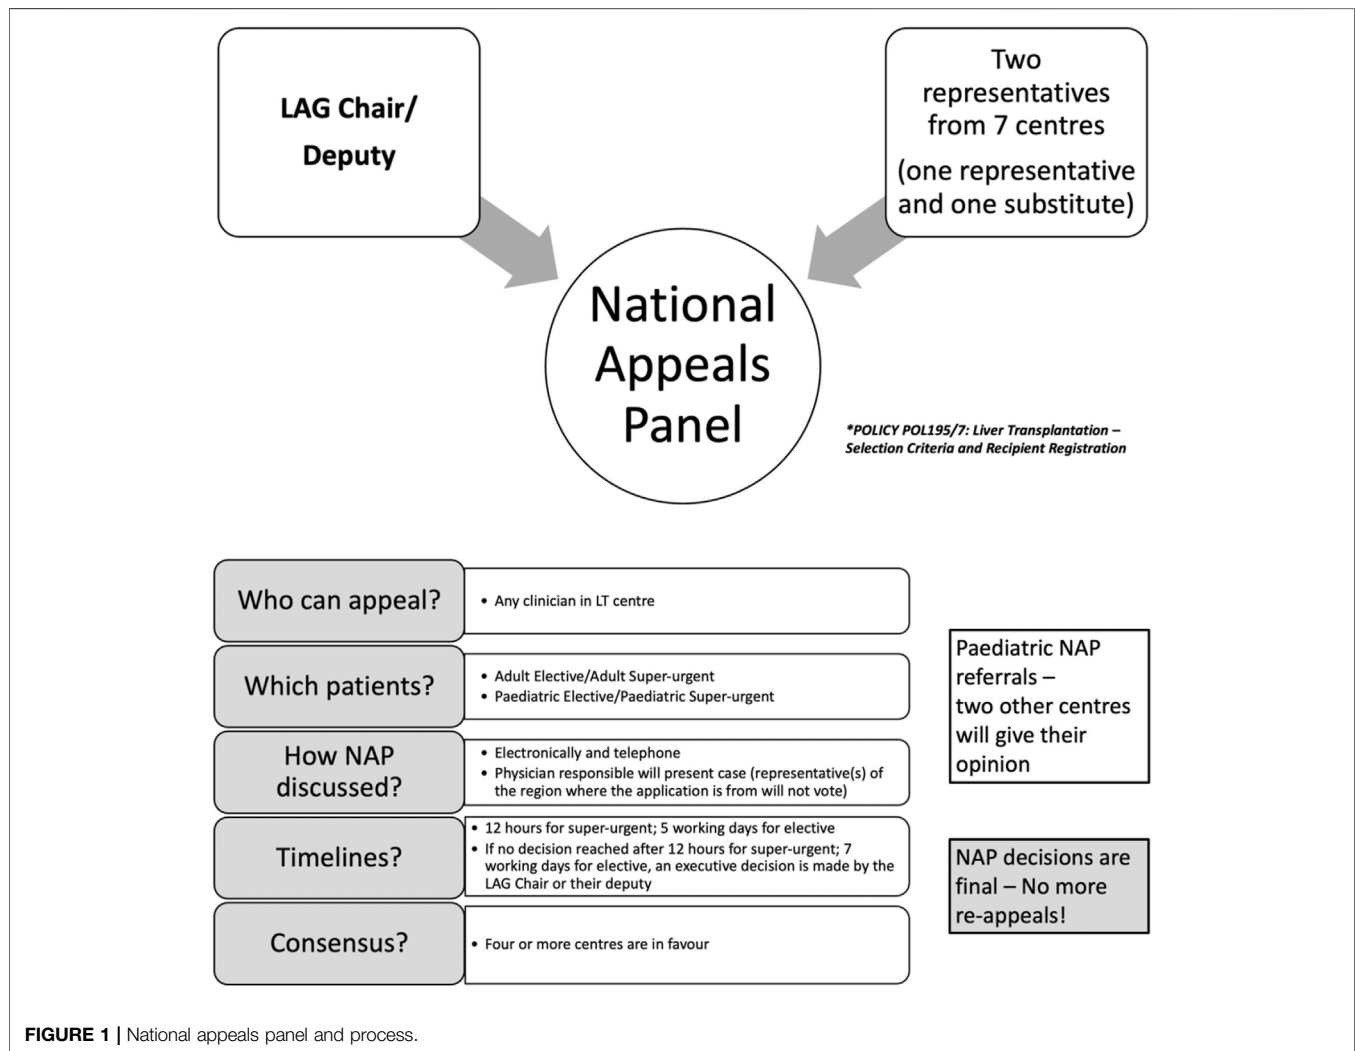 LAG Chair/
Deputy
Two
representatives
from 7 centres
(one representative
and one substitute)
National
Appeals
Panel
*POLICY POL195/7: Liver Transplantation –
Selection Criteria and Recipient Registration
Who can appeal?
• Any clinician in LT centre
Which patients?
• Adult Elective/Adult Super-urgent
• Paediatric Elective/Paediatric Super-urgent
How NAP
discussed?
• Electronically and telephone
• Physician responsible will present case (representative(s) of
the region where the application is from will not vote)
Timelines?
• 12 hours for super-urgent; 5 working days for elective
• If no decision reached after 12 hours for super-urgent; 7
working days for elective, an executive decision is made by the
LAG Chair or their deputy
Consensus?
• Four or more centres are in favour
Paediatric NAP
referrals –
two other centres
will give their
opinion
NAP decisions are
final – No more
re-appeals!
FIGURE 1 | National appeals panel and process.